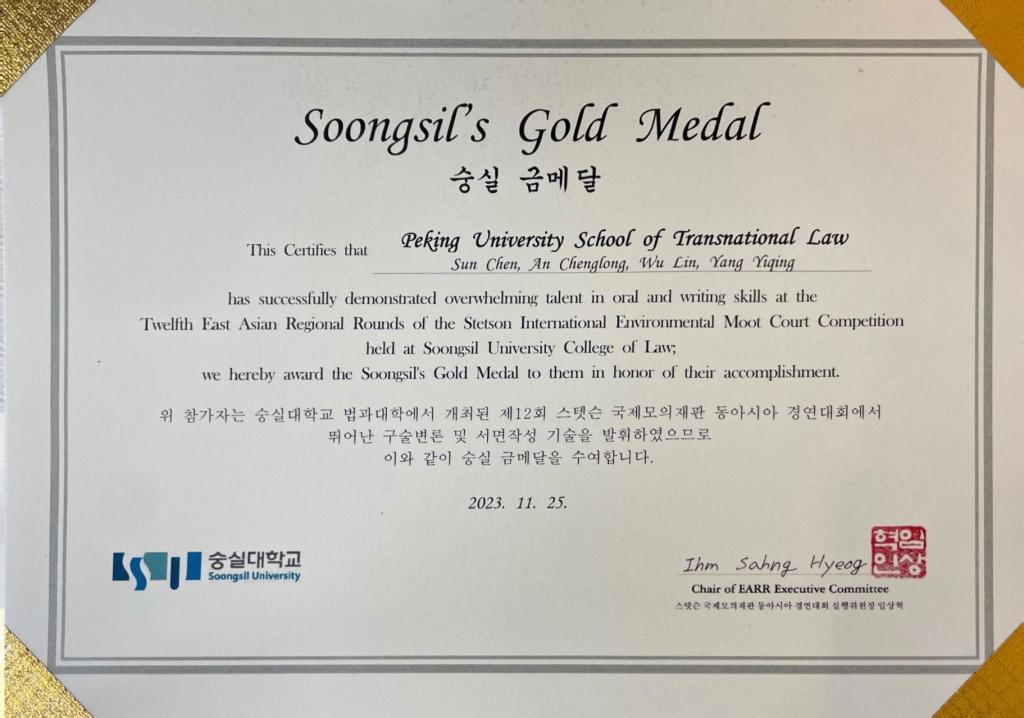 Soongsil's Gold Medal
숭실 금메달
This Certifies that Peking University School of Transnational Law
Sun Chen, An Chenglong, Wu Lin, Yang Yiqing
has successfully demonstrated overwhelming talent in oral and writing skills at the
Twelfth East Asian Regional Rounds of the Stetson International Environmental Moot Court Competition
held at Soongsil University College of Law;
we hereby award the Soongsil's Gold Medal to them in honor of their accomplishment.
위 참가자는 숭실대학교 법과대학에서 개최된 제12회 스텟슨 국제모의재판 동아시아 경연대회에서
뛰어난 구술변론 및 서면작성 기술을 발휘하였으므로
이와 같이 숭실 금메달을 수여합니다.
2023. 11. 25.
숭실대학교
Soongsil University
Ihm Sahng Hyeog
혁임
인상
Chair of EARR Executive Committee
스텟슨 국제모의재판 동아시아 경연대회 실행위원장 임상혁